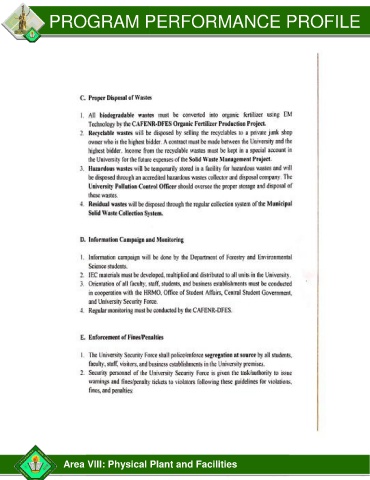 PROGRAM PERFORMANCE PROFILE
C. Proper Disposal of Wastes
1. All biodegradable wastes must be converted into organic fertilizer using EM
Technology by the CAFENR-DFES Organic Fertilizer Production Project.
2. Recyclable wastes will be disposed by selling the recyclables to a private junk shop
owner who is the highest bidder. A contract must be made between the University and the
highest bidder. Income from the recyclable wastes must be kept in a special account in
the University for the future expenses of the Solid Waste Management Project.
3. Hazardous wastes will be temporarily stored in a facility for hazardous wastes and will
be disposed through an accredited hazardous wastes collector and disposal company. The
University Pollution Control Officer should oversee the proper storage and disposal of
these wastes.
4. Residual wastes will be disposed through the regular collection system of the Municipal
Solid Waste Collection System.
D. Information Campaign and Monitoring
1. Information campaign will be done by the Department of Forestry and Environmental
Science students.
2. IEC materials must be developed, multiplied and distributed to all units in the University.
3. Orientation of all faculty, staff, students, and business establishments must be conducted
in cooperation with the HRMO, Office of Student Affairs, Central Student Government,
and University Security Force.
4. Regular monitoring must be conducted by the CAFENR-DFES.
E. Enforcement of Fines/Penalties
1. The University Security Force shall police/enforce segregation at source by all students,
faculty, staff, visitors, and business establishments in the University premises.
2. Security personnel of the University Security Force is given the task/authority to issue
warnings and fines/penalty tickets to violators following these guidelines for violations,
fines, and penalties:
Area VIII: Physical Plant and Facilities